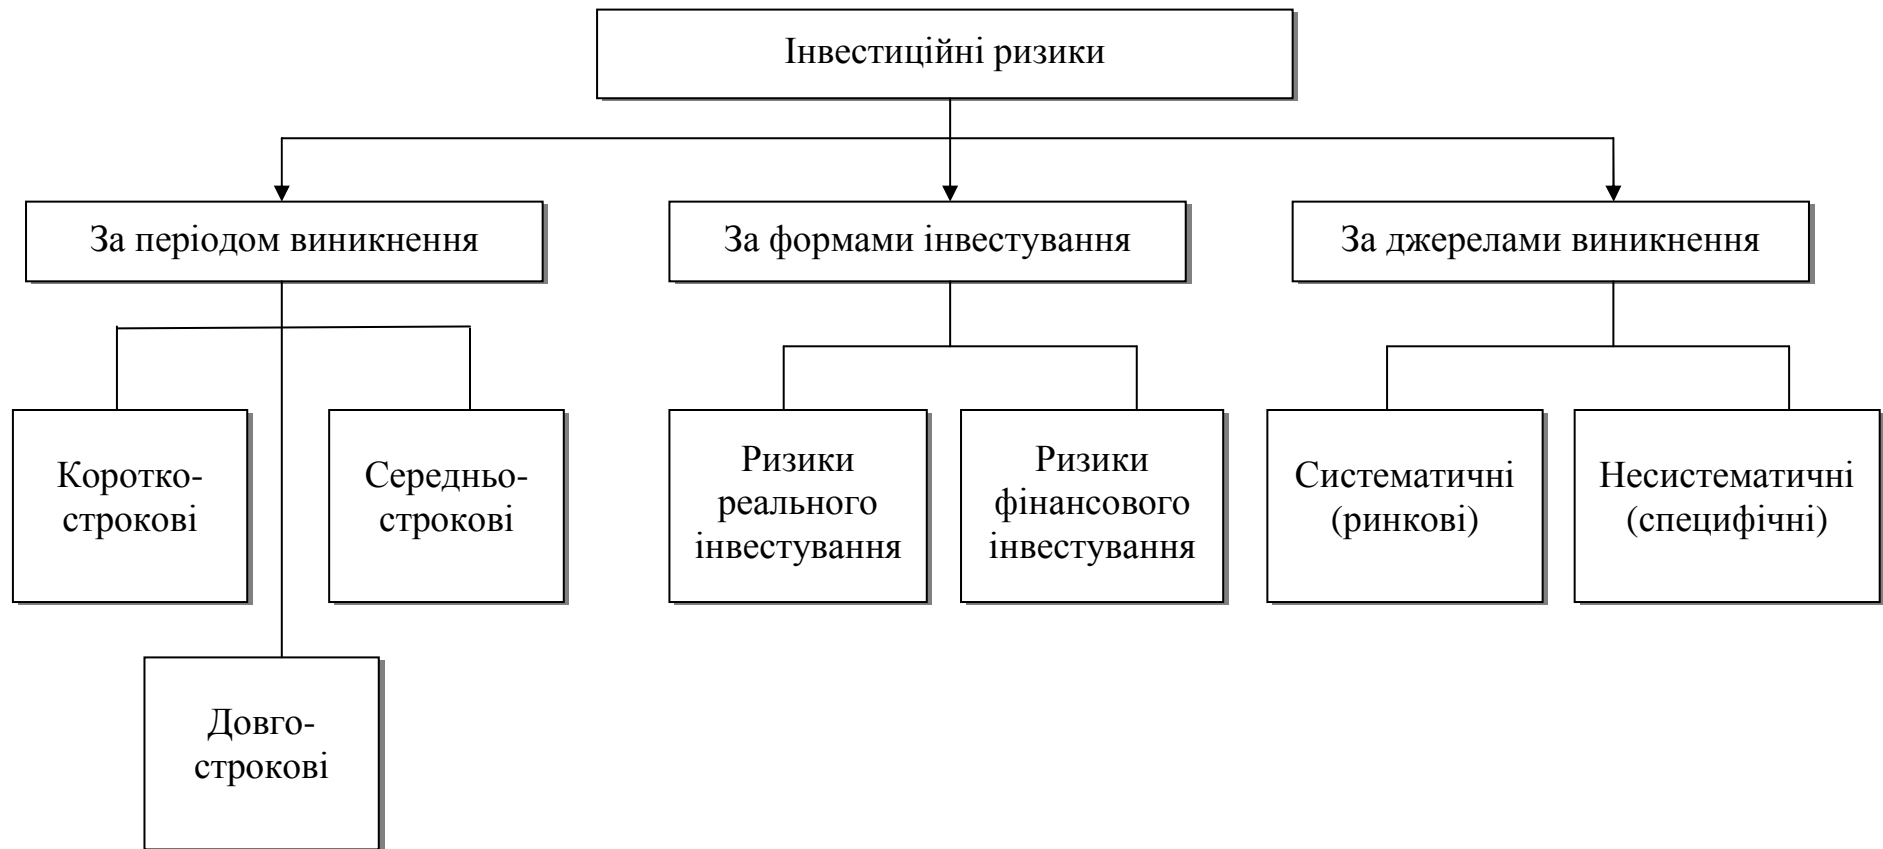 Інвестиційні ризики
За періодом виникнення
За формами інвестування
За джерелами виникнення
Коротко-
строкові
Середньо-
строкові
Ризики
реального
інвестування
Ризики
фінансового
інвестування
Систематичні
(ринкові)
Несистематичні
(специфічні)
Довго-
строкові